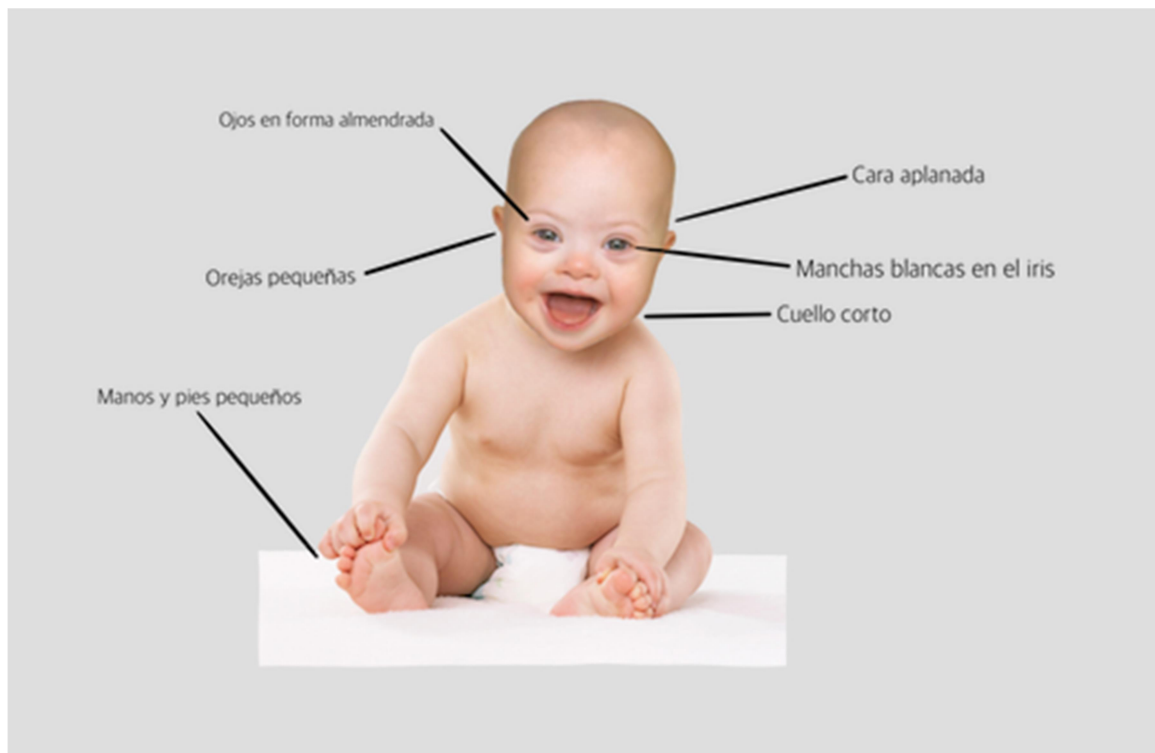 Ojos en forma almendrada
Cara aplanada
Orejas pequeñas
Manchas blancas en el iris
Cuello corto
Manos y pies pequeños